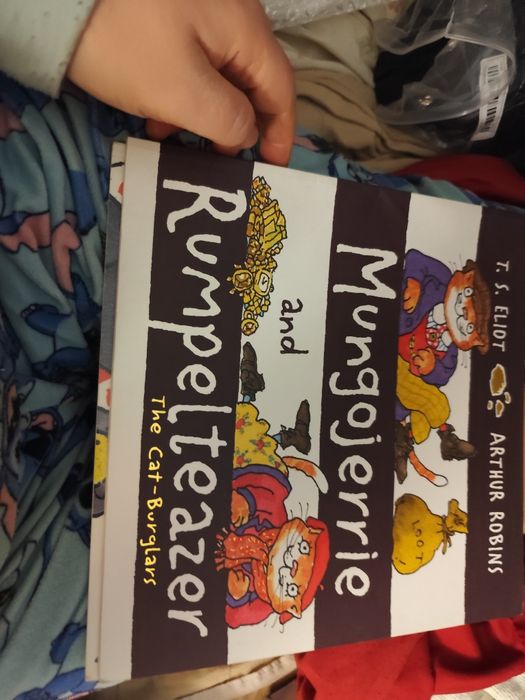 T. S. ELIOT ARTHUR ROBINS
LOOT!
Mungojerrie
and
Rumpelteazer
The Cat-Burglars